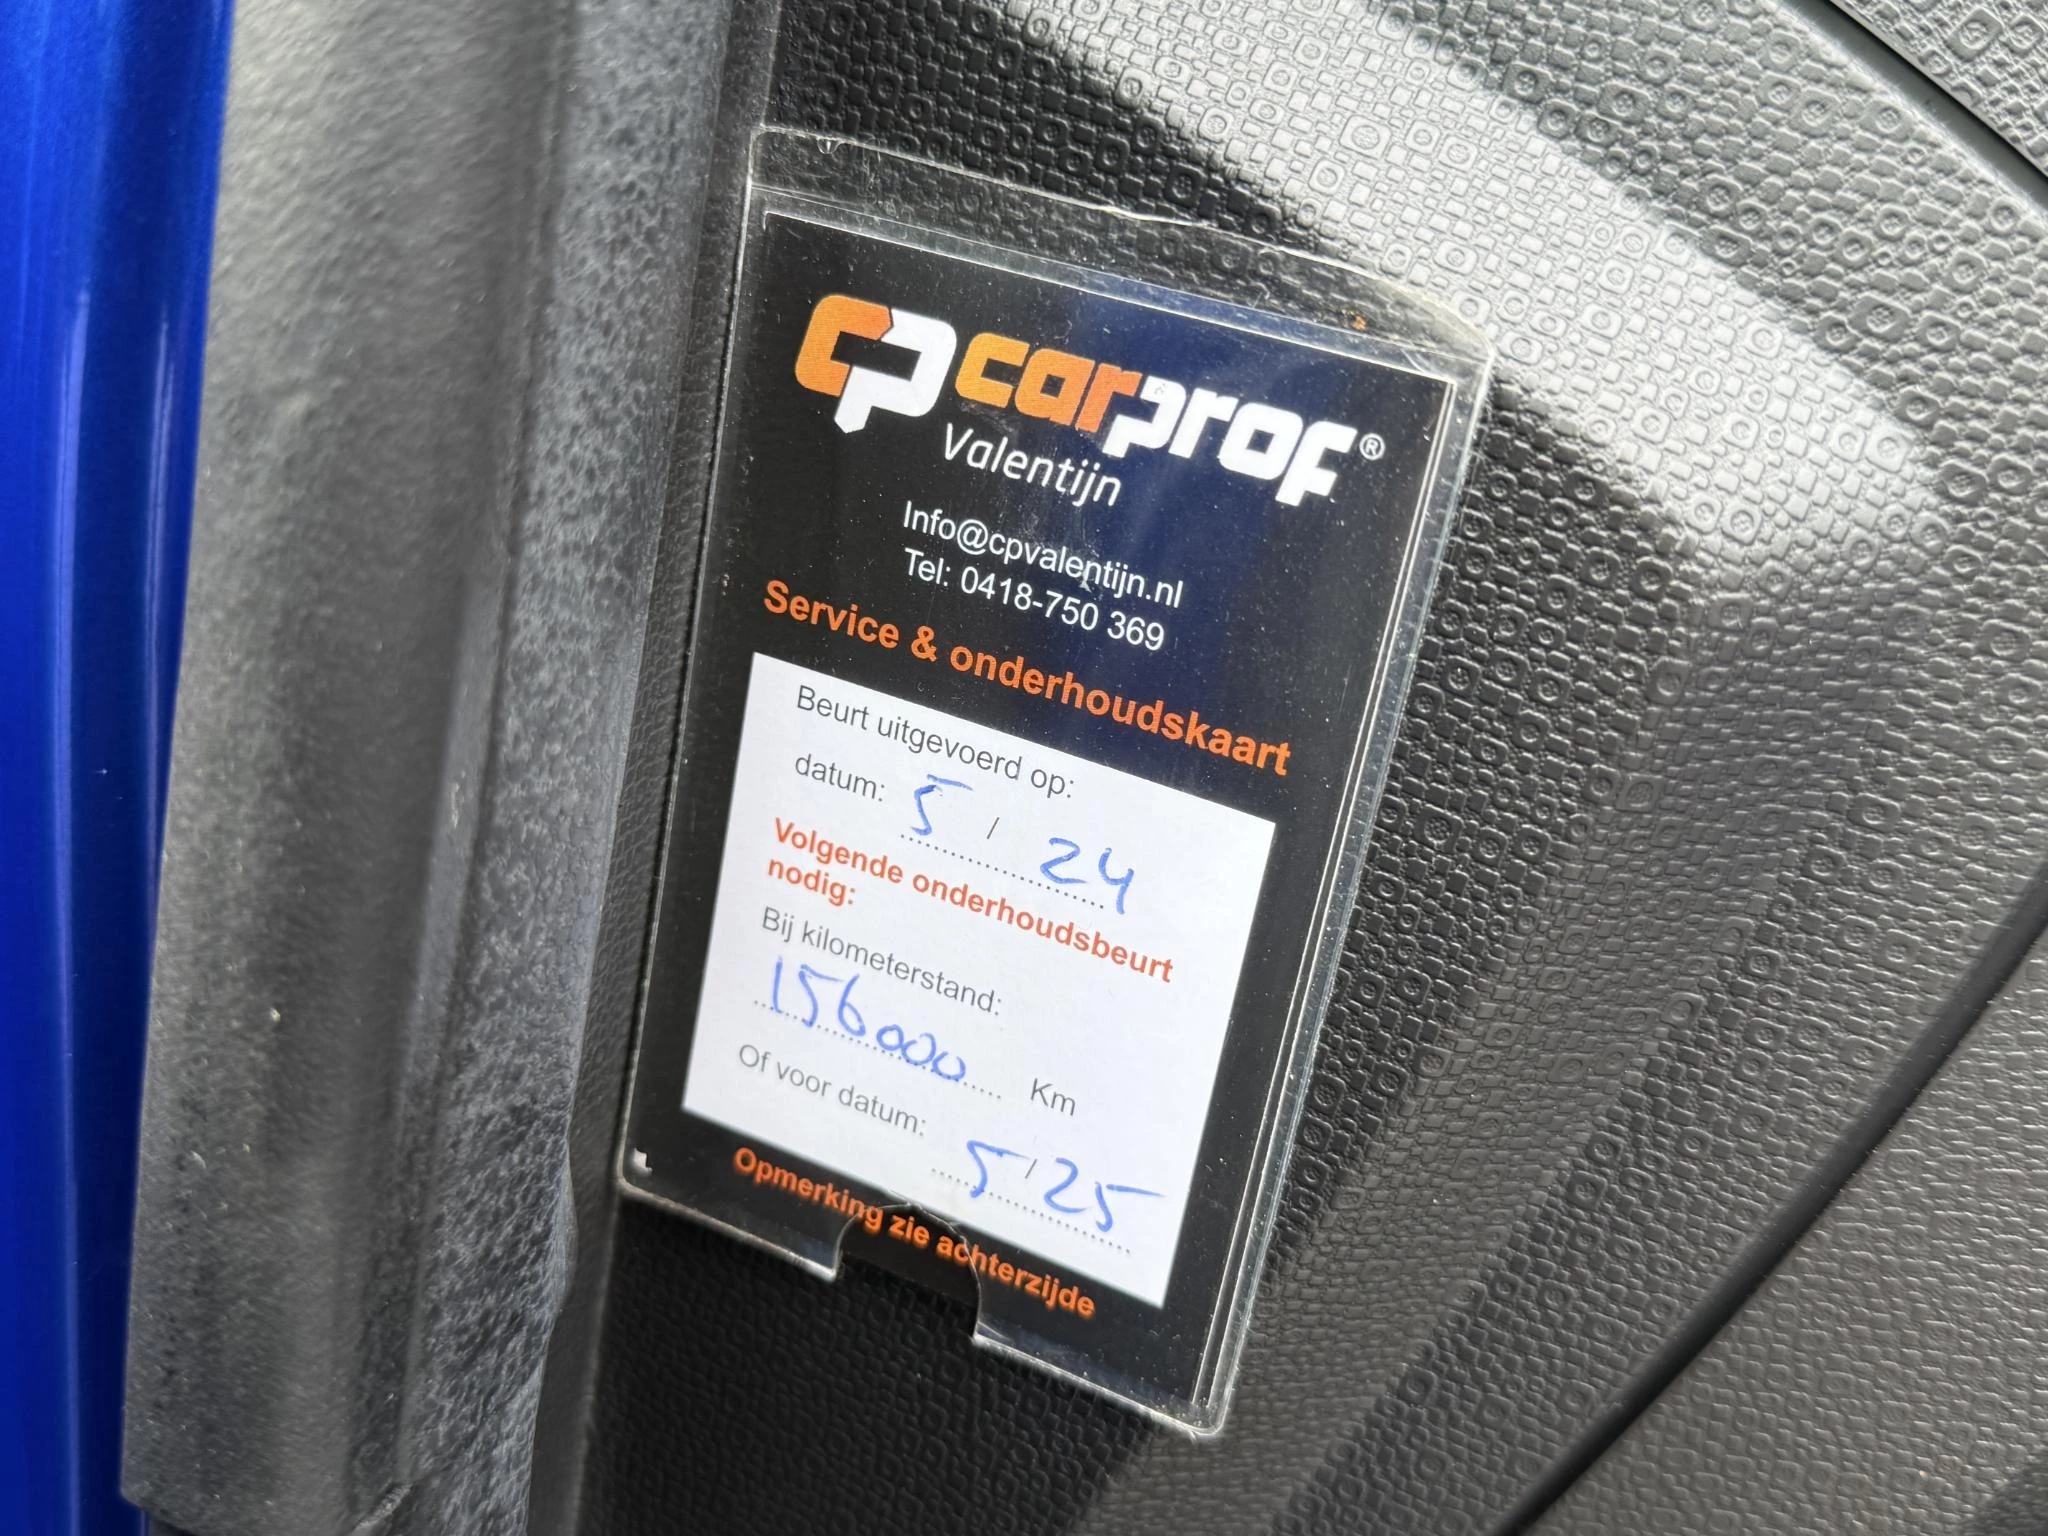 CP carprof®
Valentijn
Info@cpvalentijn.nl
Tel: 0418-750 369
Service & onderhoudskaart
Beurt uitgevoerd op:
datum: 5 / 24
Volgende onderhoudsbeurt
nodig:
Bij kilometerstand:
156000 Km
Of voor datum:
5/25
Opmerking zie achterzijde